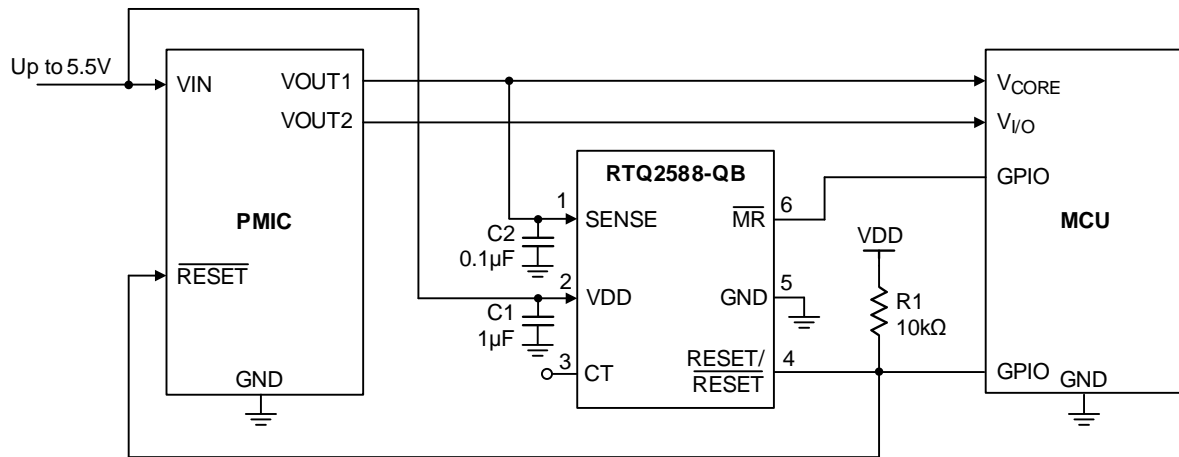 Up to 5.5V
VIN
VOUT1
VOUT2
PMIC
RESET
GND
RTQ2588-QB
1
SENSE
C2
0.1µF
2
VDD
C1
1µF
3
CT
MR
6
GND
5
RESET/
RESET
4
VDD
R1
10kΩ
VCORE
VI/O
GPIO
MCU
GPIO
GND